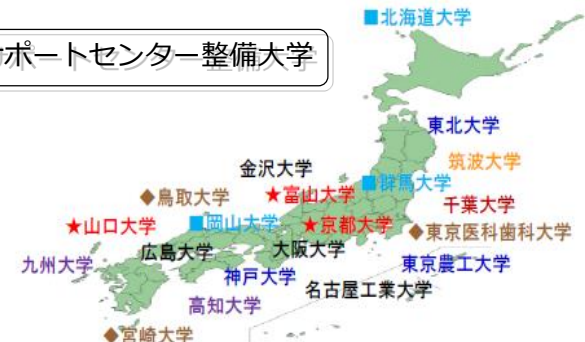 ■北海道大学
ポートセンター整備大学
東北大学
金沢大学
筑波大学
■群馬大学
◆鳥取大学
★富山大学
千葉大学
★山口大学
■岡山大学
★京都大学
◆東京医科歯科大学
広島大学
大阪大学
九州大学
神戸大学
東京農工大学
名古屋工業大学
高知大学
◆宮崎大学